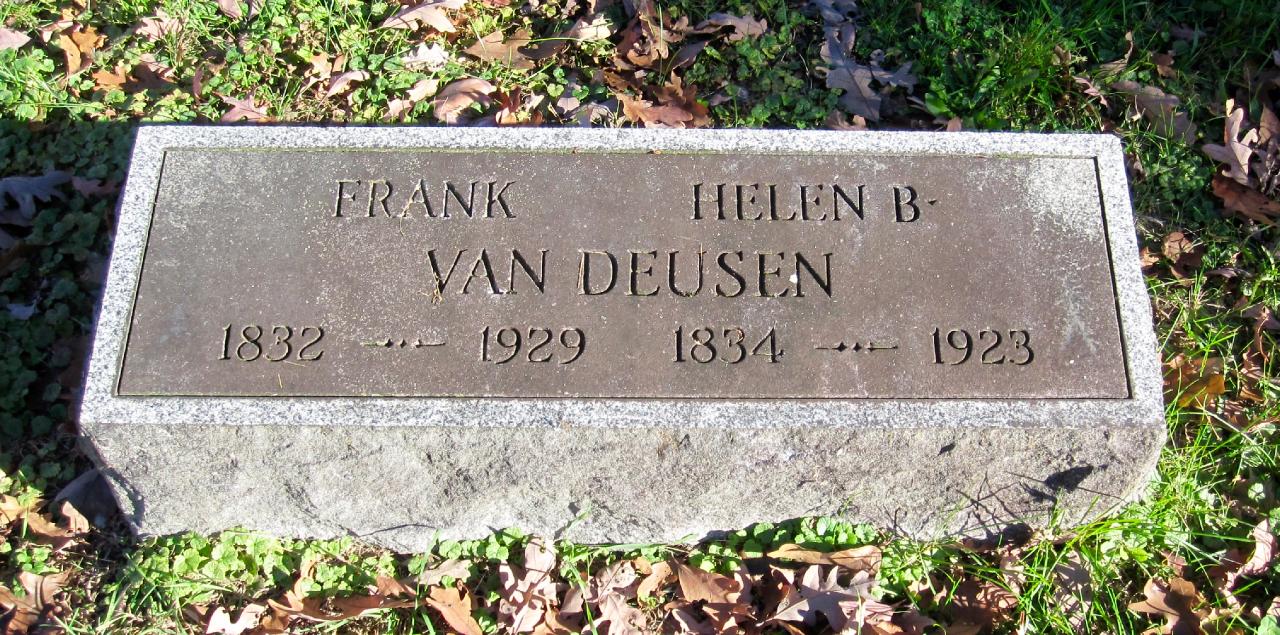 FRANK HELEN B.
VAN DEUSEN
1832 – 1929 1834 – 1923